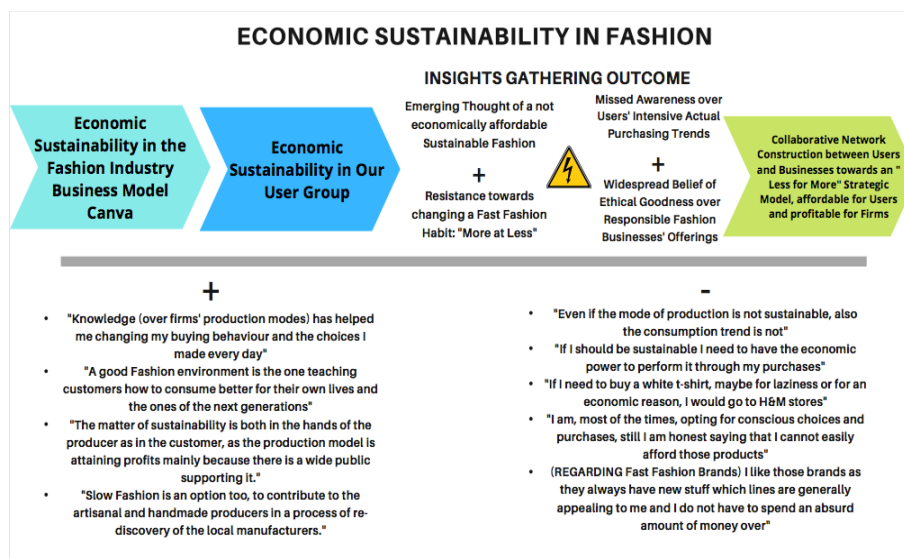 ECONOMIC SUSTAINABILITY IN FASHION
INSIGHTS GATHERING OUTCOME
Economic
Sustainability in the
Fashion Industry
Business Model
Canva
Economic
Sustainability in Our
User Group
Emerging Thought of a not
economically affordable
Sustainable Fashion
+
Resistance towards
changing a Fast Fashion
Habit: "More at Less"
Missed Awareness over
Users' Intensive Actual
Purchasing Trends
+
Widespread Belief of
Ethical Goodness over
Responsible Fashion
Businesses' Offerings
Collaborative Network
Construction between Users
and Businesses towards an "
Less for More" Strategic
Model, affordable for Users
and profitable for Firms
+
• "Knowledge (over firms' production modes) has helped
me changing my buying behaviour and the choices I
made every day"
• "A good Fashion environment is the one teaching
customers how to consume better for their own lives and
the ones of the next generations"
• "The matter of sustainability is both in the hands of the
producer as in the customer, as the production model is
attaining profits mainly because there is a wide public
supporting it."
• "Slow Fashion is an option too, to contribute to the
artisanal and handmade producers in a process of re-
discovery of the local manufacturers."
-
• "Even if the mode of production is not sustainable, also
the consumption trend is not"
• "If I should be sustainable I need to have the economic
power to perform it through my purchases"
• "If I need to buy a white t-shirt, maybe for laziness or for an
economic reason, I would go to H&M stores"
• "I am, most of the times, opting for conscious choices and
purchases, still I am honest saying that I cannot easily
afford those products"
• (REGARDING Fast Fashion Brands) I like those brands as
they always have new stuff which lines are generally
appealing to me and I do not have to spend an absurd
amount of money over"